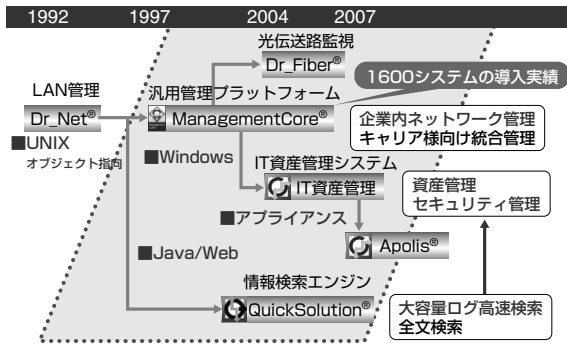 1992 1997 2004 2007
光伝送路監視
Dr_Fiber®
1600システムの導入実績
LAN管理
汎用管理プラットフォーム
Dr_Net®
ManagementCore®
企業内ネットワーク管理
キャリア様向け統合管理
■UNIX
オブジェクト指向
■Windows
IT資産管理システム
IT資産管理
資産管理
セキュリティ管理
■アプライアンス
Apolis®
■Java/Web
情報検索エンジン
QuickSolution®
大容量ログ高速検索
全文検索